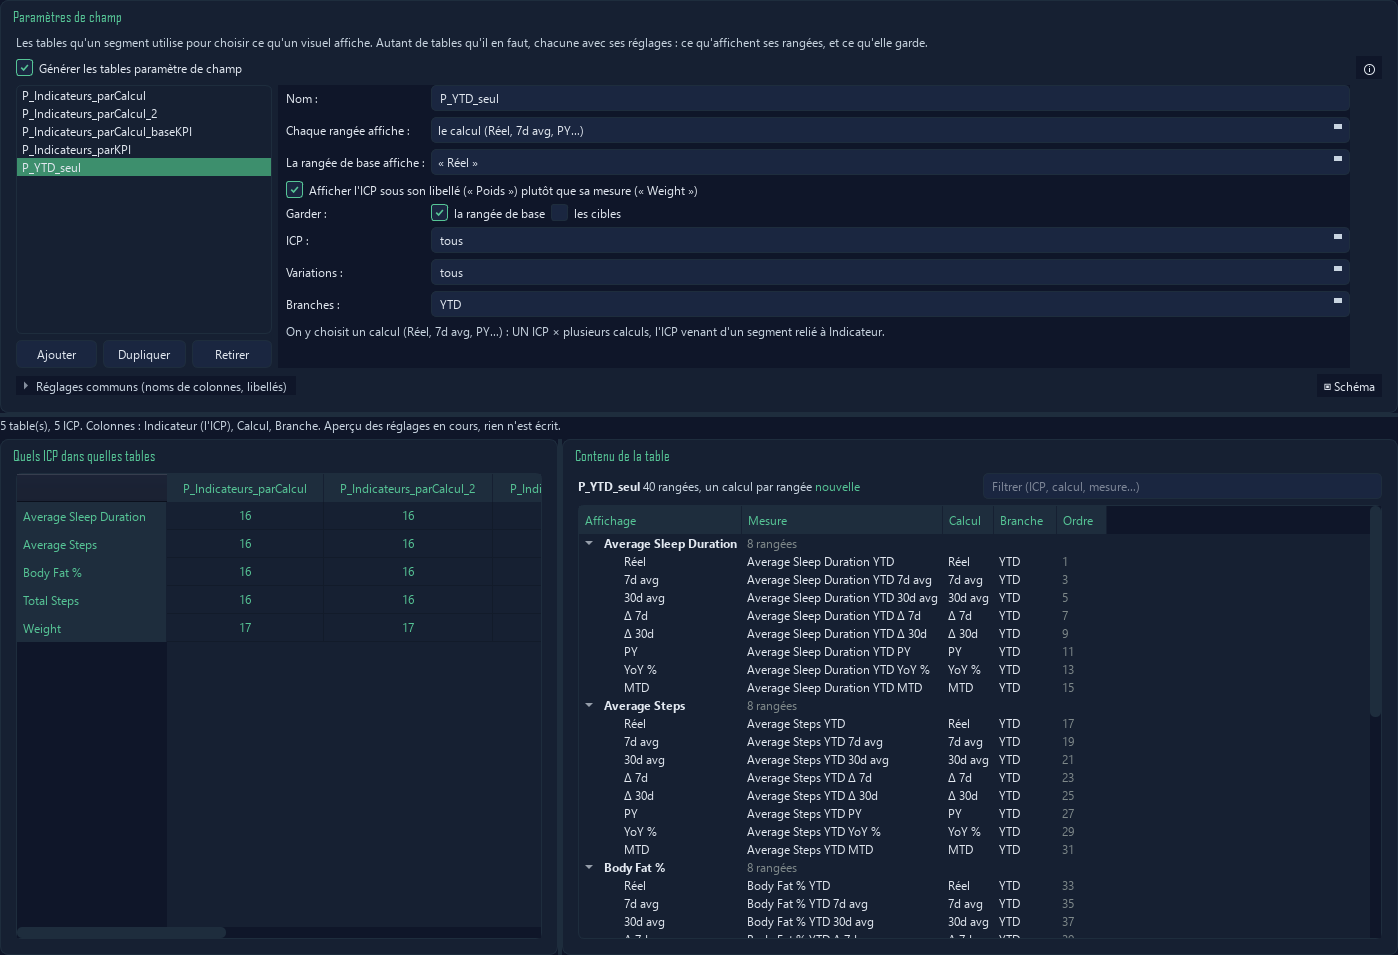 Paramètres de champ
Les tables qu'un segment utilise pour choisir ce qu'un visuel affiche. Autant de tables qu'il en faut, chacune avec ses réglages : ce qu'affichent ses rangées, et ce qu'elle garde.
Générer les tables paramètre de champ
P_Indicateurs_parCalcul
P_Indicateurs_parCalcul_2
P_Indicateurs_parCalcul_baseKPI
P_Indicateurs_parKPI
P_YTD_seul
Ajouter Dupliquer Retirer
Nom : P_YTD_seul
Chaque rangée affiche : le calcul (Réel, 7d avg, PY...)
La rangée de base affiche : « Réel »
Afficher l'ICP sous son libellé (« Poids ») plutôt que sa mesure (« Weight »)
Garder : la rangée de base les cibles
ICP : tous
Variations : tous
Branches : YTD
On y choisit un calcul (Réel, 7d avg, PY...) : UN ICP × plusieurs calculs, l'ICP venant d'un segment relié à Indicateur.
Réglages communs (noms de colonnes, libellés)
Schéma
5 table(s), 5 ICP. Colonnes : Indicateur (l'ICP), Calcul, Branche. Aperçu des réglages en cours, rien n'est écrit.
Quels ICP dans quelles tables
P_Indicateurs_parCalcul P_Indicateurs_parCalcul_2 P_Indi
Average Sleep Duration 16 16
Average Steps 16 16
Body Fat % 16 16
Total Steps 16 16
Weight 17 17
Contenu de la table
P_YTD_seul 40 rangées, un calcul par rangée nouvelle
Filtrer (ICP, calcul, mesure...)
Affichage Mesure Calcul Branche Ordre
Average Sleep Duration 8 rangées
Réel Average Sleep Duration YTD Réel YTD 1
7d avg Average Sleep Duration YTD 7d avg 7d avg YTD 3
30d avg Average Sleep Duration YTD 30d avg 30d avg YTD 5
Δ 7d Average Sleep Duration YTD Δ 7d Δ 7d YTD 7
Δ 30d Average Sleep Duration YTD Δ 30d Δ 30d YTD 9
PY Average Sleep Duration YTD PY PY YTD 11
YoY % Average Sleep Duration YTD YoY % YoY % YTD 13
MTD Average Sleep Duration YTD MTD MTD YTD 15
Average Steps 8 rangées
Réel Average Steps YTD Réel YTD 17
7d avg Average Steps YTD 7d avg 7d avg YTD 19
30d avg Average Steps YTD 30d avg 30d avg YTD 21
Δ 7d Average Steps YTD Δ 7d Δ 7d YTD 23
Δ 30d Average Steps YTD Δ 30d Δ 30d YTD 25
PY Average Steps YTD PY PY YTD 27
YoY % Average Steps YTD YoY % YoY % YTD 29
MTD Average Steps YTD MTD MTD YTD 31
Body Fat % 8 rangées
Réel Body Fat % YTD Réel YTD 33
7d avg Body Fat % YTD 7d avg 7d avg YTD 35
30d avg Body Fat % YTD 30d avg 30d avg YTD 37